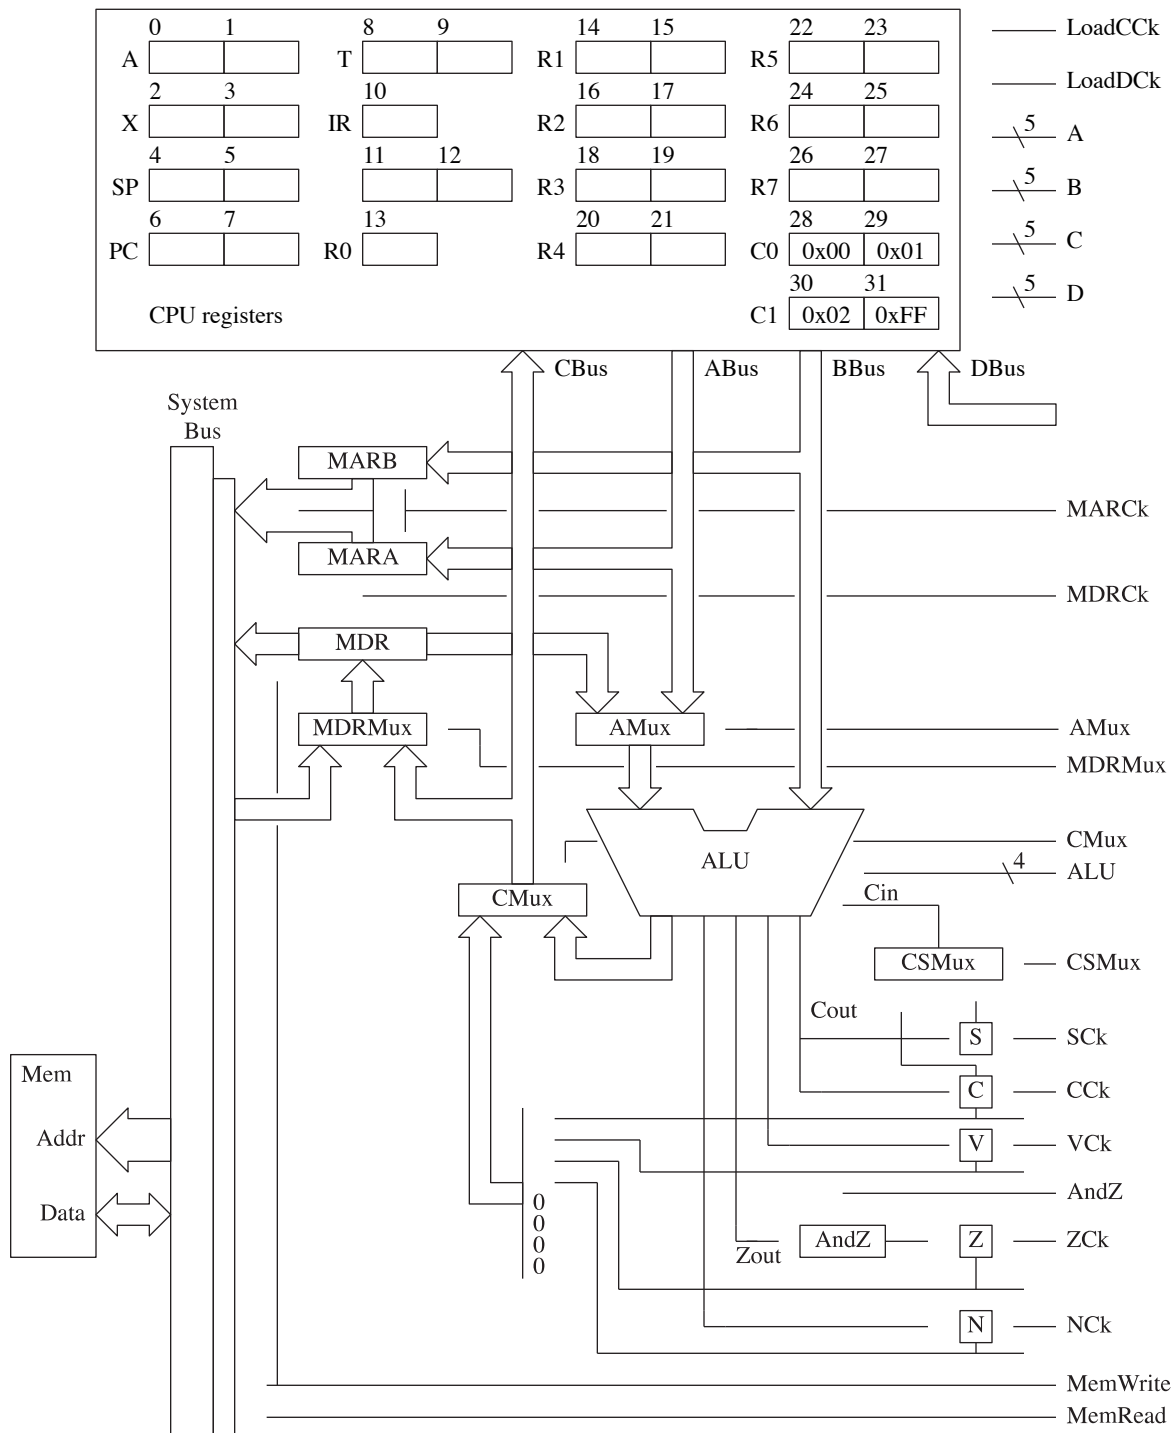 0 1 8 9 14 15 22 23 LoadCCk
A T R1 R5
LoadDCk
2 3 10 16 17 24 25
X IR R2 R6 5 A
4 5 11 12 18 19 26 27
SP R3 R7 5 B
6 7 13 20 21 28 29
PC R0 R4 C0 0x00 0x01 5 C
30 31
CPU registers C1 0x02 0xFF 5 D
CBus ABus BBus DBus
System
Bus
MARB
MARCk
MARA
MDRCk
MDR
MDRMux AMux AMux
MDRMux
CMux
ALU 4 ALU
CMux Cin
CSMux CSMux
Cout
S SCk
Mem
C CCk
Addr V VCk
AndZ
Data 0
0
0
0
Zout AndZ Z ZCk
N NCk
MemWrite
MemRead